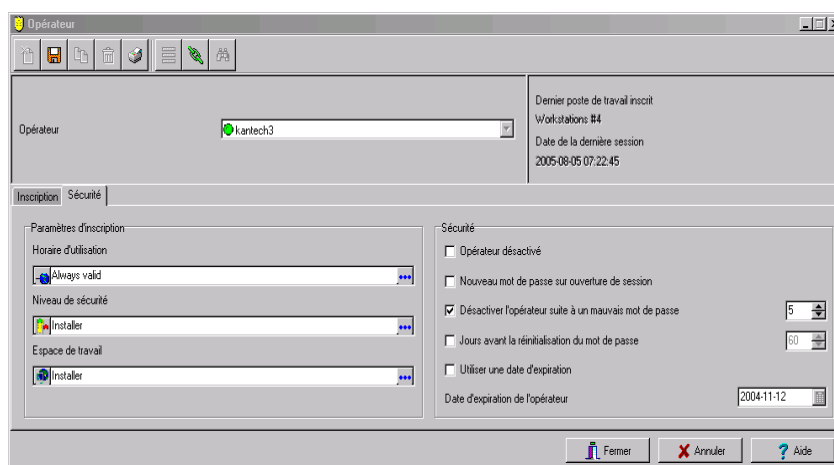 Opérateur
Opérateur
kantech3
Dernier poste de travail inscrit
Workstations #4
Date de la dernière session
2005-08-05 07:22:45
Inscription
Sécurité
Paramètres d'inscription
Horaire d'utilisation
Always valid
Niveau de sécurité
Installer
Espace de travail
Installer
Sécurité
Opérateur désactivé
Nouveau mot de passe sur ouverture de session
Désactiver l'opérateur suite à un mauvais mot de passe
5
Jours avant la réinitialisation du mot de passe
60
Utiliser une date d'expiration
Date d'expiration de l'opérateur
2004-11-12
Fermer
Annuler
Aide